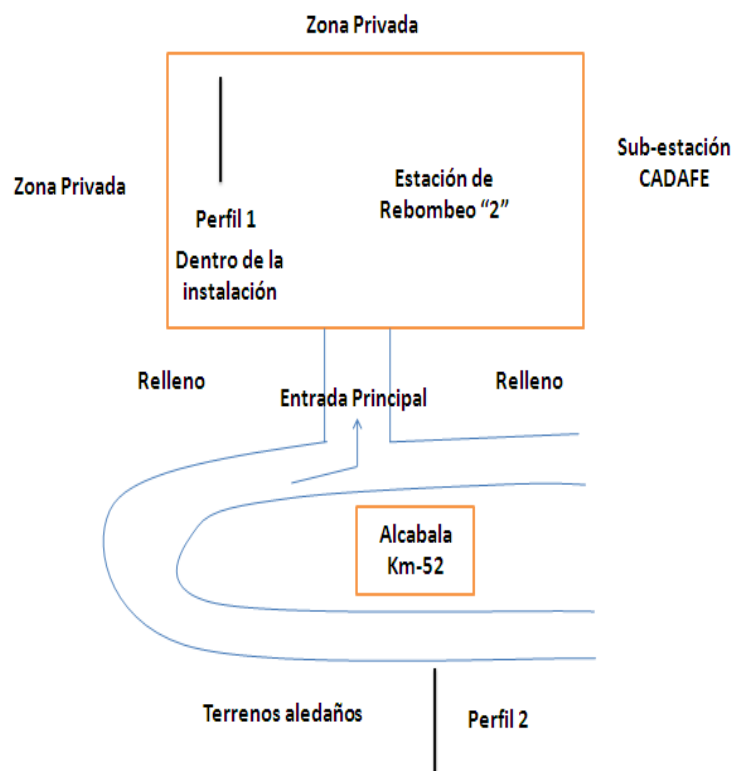 Zona Privada
Zona Privada
Perfil 1
Dentro de la
instalación
Estación de
Rebombeo “2”
Sub-estación
CADAFE
Relleno
Entrada Principal
Relleno
Alcabala
Km-52
Terrenos aledaños
Perfil 2